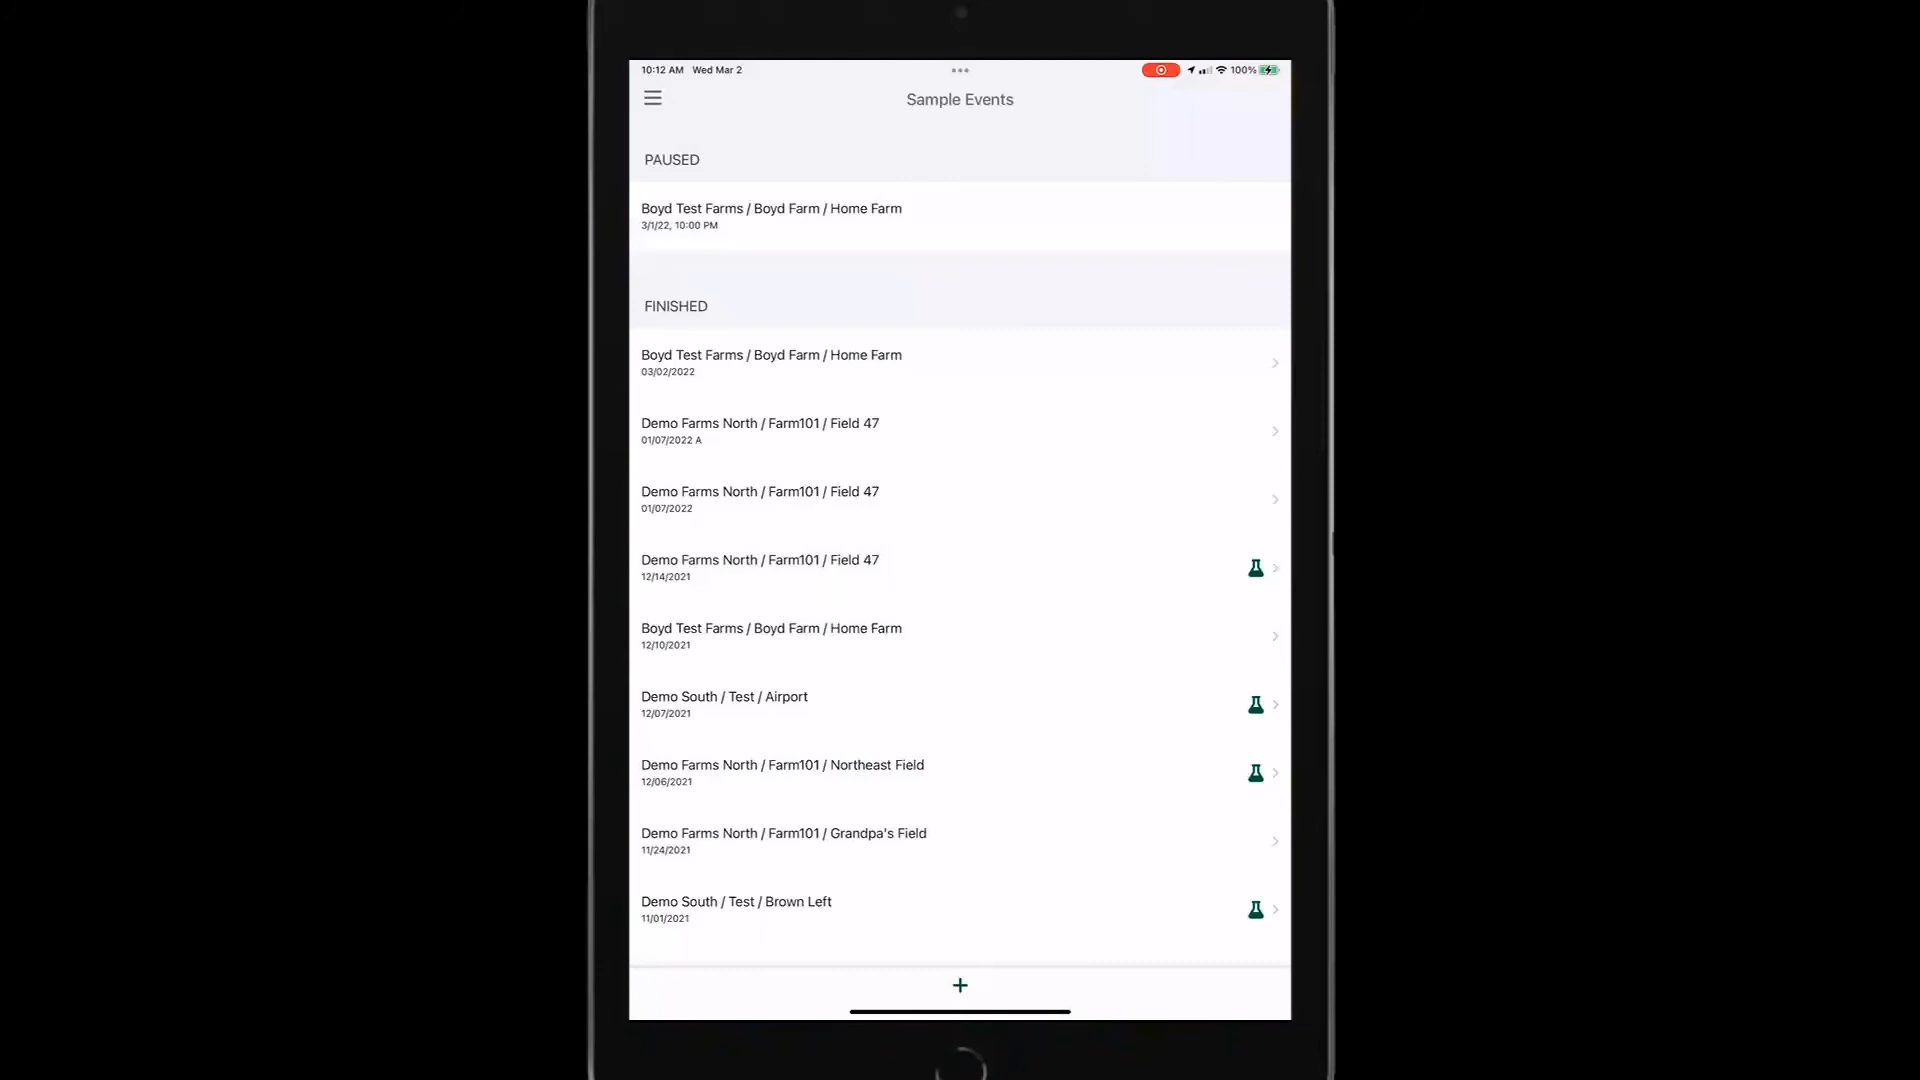 10:12 AM Wed Mar 2
100%
Sample Events
PAUSED
Boyd Test Farms / Boyd Farm / Home Farm
3/1/22, 10:00 PM
FINISHED
Boyd Test Farms / Boyd Farm / Home Farm
03/02/2022
Demo Farms North / Farm101 / Field 47
01/07/2022 A
Demo Farms North / Farm101 / Field 47
01/07/2022
Demo Farms North / Farm101 / Field 47
12/14/2021
Boyd Test Farms / Boyd Farm / Home Farm
12/10/2021
Demo South / Test / Airport
12/07/2021
Demo Farms North / Farm101 / Northeast Field
12/06/2021
Demo Farms North / Farm101 / Grandpa's Field
11/24/2021
Demo South / Test / Brown Left
11/01/2021